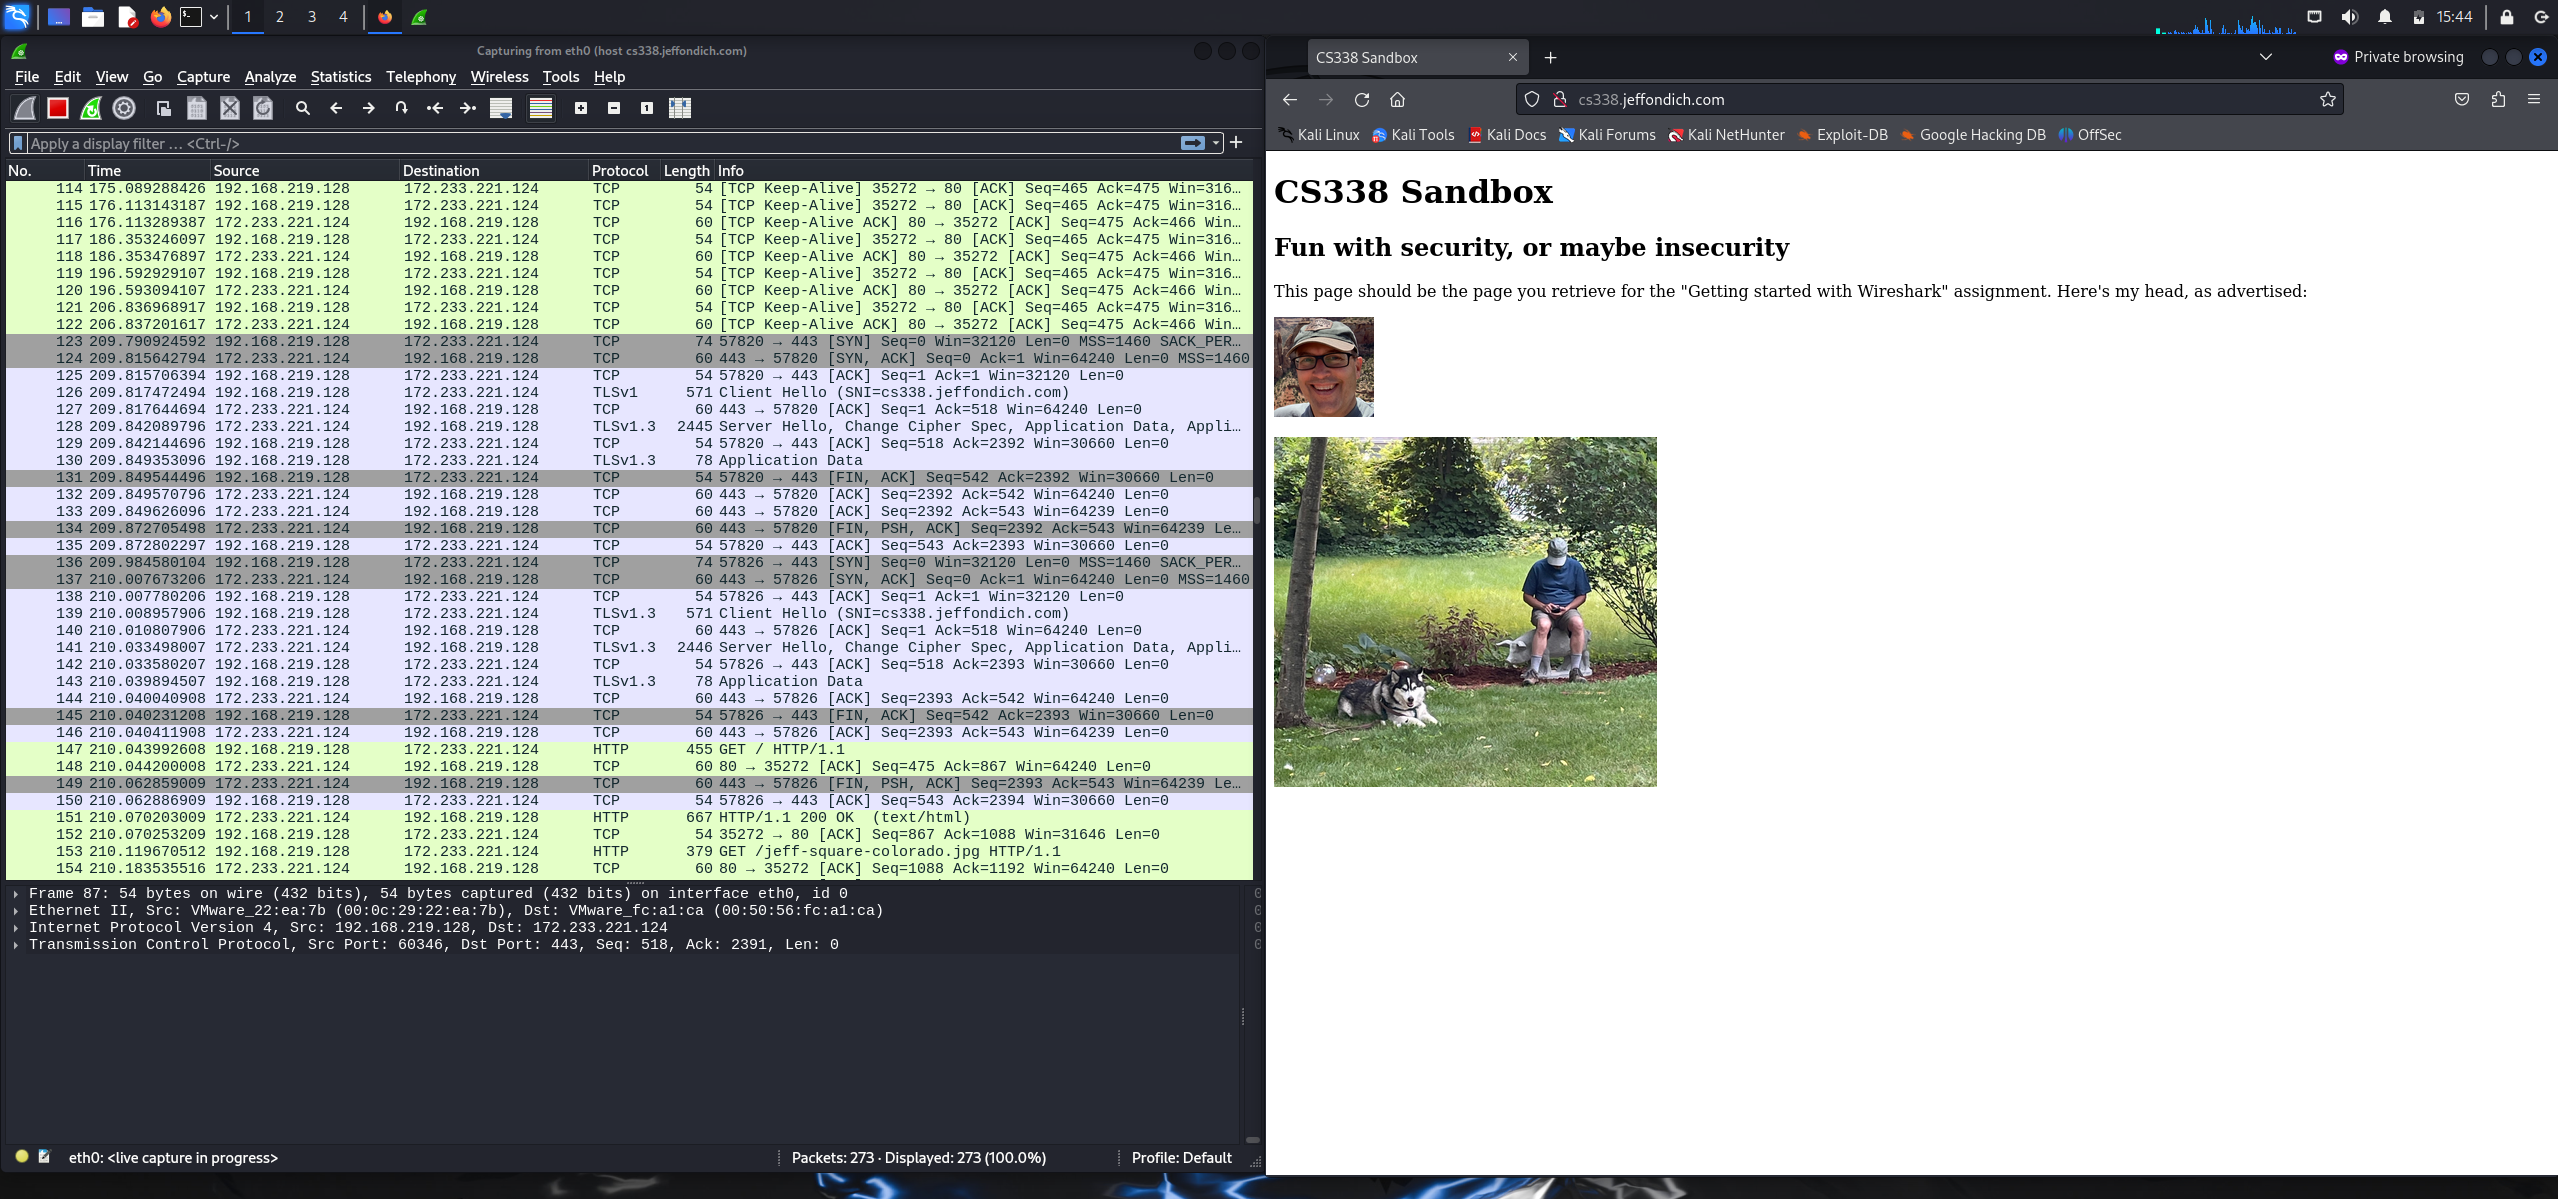 1 2 3 4 15:44
Capturing from eth0 (host cs338.jeffondich.com)
File Edit View Go Capture Analyze Statistics Telephony Wireless Tools Help
Apply a display filter … <Ctrl-/>
No. Time Source Destination Protocol Length Info
114 175.089288426 192.168.219.128 172.233.221.124 TCP 54 [TCP Keep-Alive] 35272 → 80 [ACK] Seq=465 Ack=475 Win=316…
115 176.113143187 192.168.219.128 172.233.221.124 TCP 54 [TCP Keep-Alive] 35272 → 80 [ACK] Seq=465 Ack=475 Win=316…
116 176.113289387 172.233.221.124 192.168.219.128 TCP 60 [TCP Keep-Alive ACK] 80 → 35272 [ACK] Seq=475 Ack=466 Win…
117 186.353246097 192.168.219.128 172.233.221.124 TCP 54 [TCP Keep-Alive] 35272 → 80 [ACK] Seq=465 Ack=475 Win=316…
118 186.353476897 172.233.221.124 192.168.219.128 TCP 60 [TCP Keep-Alive ACK] 80 → 35272 [ACK] Seq=475 Ack=466 Win…
119 196.592929107 192.168.219.128 172.233.221.124 TCP 54 [TCP Keep-Alive] 35272 → 80 [ACK] Seq=465 Ack=475 Win=316…
120 196.593094107 172.233.221.124 192.168.219.128 TCP 60 [TCP Keep-Alive ACK] 80 → 35272 [ACK] Seq=475 Ack=466 Win…
121 206.836968917 192.168.219.128 172.233.221.124 TCP 54 [TCP Keep-Alive] 35272 → 80 [ACK] Seq=465 Ack=475 Win=316…
122 206.837201617 172.233.221.124 192.168.219.128 TCP 60 [TCP Keep-Alive ACK] 80 → 35272 [ACK] Seq=475 Ack=466 Win…
123 209.790924592 192.168.219.128 172.233.221.124 TCP 74 57820 → 443 [SYN] Seq=0 Win=32120 Len=0 MSS=1460 SACK_PER…
124 209.815642794 172.233.221.124 192.168.219.128 TCP 60 443 → 57820 [SYN, ACK] Seq=0 Ack=1 Win=64240 Len=0 MSS=1460
125 209.815706394 192.168.219.128 172.233.221.124 TCP 54 57820 → 443 [ACK] Seq=1 Ack=1 Win=32120 Len=0
126 209.817472494 192.168.219.128 172.233.221.124 TLSv1 571 Client Hello (SNI=cs338.jeffondich.com)
127 209.817644694 172.233.221.124 192.168.219.128 TCP 60 443 → 57820 [ACK] Seq=1 Ack=518 Win=64240 Len=0
128 209.842089796 172.233.221.124 192.168.219.128 TLSv1.3 2445 Server Hello, Change Cipher Spec, Application Data, Appli…
129 209.842144696 192.168.219.128 172.233.221.124 TCP 54 57820 → 443 [ACK] Seq=518 Ack=2392 Win=30660 Len=0
130 209.849353096 192.168.219.128 172.233.221.124 TLSv1.3 78 Application Data
131 209.849544496 192.168.219.128 172.233.221.124 TCP 54 57820 → 443 [FIN, ACK] Seq=542 Ack=2392 Win=30660 Len=0
132 209.849570796 172.233.221.124 192.168.219.128 TCP 60 443 → 57820 [ACK] Seq=2392 Ack=542 Win=64240 Len=0
133 209.849626096 172.233.221.124 192.168.219.128 TCP 60 443 → 57820 [ACK] Seq=2392 Ack=543 Win=64239 Len=0
134 209.872705498 172.233.221.124 192.168.219.128 TCP 60 443 → 57820 [FIN, PSH, ACK] Seq=2392 Ack=543 Win=64239 Le…
135 209.872802297 192.168.219.128 172.233.221.124 TCP 54 57820 → 443 [ACK] Seq=543 Ack=2393 Win=30660 Len=0
136 209.984580104 192.168.219.128 172.233.221.124 TCP 74 57826 → 443 [SYN] Seq=0 Win=32120 Len=0 MSS=1460 SACK_PER…
137 210.007673206 172.233.221.124 192.168.219.128 TCP 60 443 → 57826 [SYN, ACK] Seq=0 Ack=1 Win=64240 Len=0 MSS=1460
138 210.007780206 192.168.219.128 172.233.221.124 TCP 54 57826 → 443 [ACK] Seq=1 Ack=1 Win=32120 Len=0
139 210.008957906 192.168.219.128 172.233.221.124 TLSv1.3 571 Client Hello (SNI=cs338.jeffondich.com)
140 210.010807906 172.233.221.124 192.168.219.128 TCP 60 443 → 57826 [ACK] Seq=1 Ack=518 Win=64240 Len=0
141 210.033498007 172.233.221.124 192.168.219.128 TLSv1.3 2446 Server Hello, Change Cipher Spec, Application Data, Appli…
142 210.033580207 192.168.219.128 172.233.221.124 TCP 54 57826 → 443 [ACK] Seq=518 Ack=2393 Win=30660 Len=0
143 210.039894507 192.168.219.128 172.233.221.124 TLSv1.3 78 Application Data
144 210.040040908 172.233.221.124 192.168.219.128 TCP 60 443 → 57826 [ACK] Seq=2393 Ack=542 Win=64240 Len=0
145 210.040231208 192.168.219.128 172.233.221.124 TCP 54 57826 → 443 [FIN, ACK] Seq=542 Ack=2393 Win=30660 Len=0
146 210.040411908 172.233.221.124 192.168.219.128 TCP 60 443 → 57826 [ACK] Seq=2393 Ack=543 Win=64239 Len=0
147 210.043992608 192.168.219.128 172.233.221.124 HTTP 455 GET / HTTP/1.1
148 210.044200008 172.233.221.124 192.168.219.128 TCP 60 80 → 35272 [ACK] Seq=475 Ack=867 Win=64240 Len=0
149 210.062859009 172.233.221.124 192.168.219.128 TCP 60 443 → 57826 [FIN, PSH, ACK] Seq=2393 Ack=543 Win=64239 Le…
150 210.062886909 192.168.219.128 172.233.221.124 TCP 54 57826 → 443 [ACK] Seq=543 Ack=2394 Win=30660 Len=0
151 210.070203009 172.233.221.124 192.168.219.128 HTTP 667 HTTP/1.1 200 OK (text/html)
152 210.070253209 192.168.219.128 172.233.221.124 TCP 54 35272 → 80 [ACK] Seq=867 Ack=1088 Win=31646 Len=0
153 210.119670512 192.168.219.128 172.233.221.124 HTTP 379 GET /jeff-square-colorado.jpg HTTP/1.1
154 210.183535516 172.233.221.124 192.168.219.128 TCP 60 80 → 35272 [ACK] Seq=1088 Ack=1192 Win=64240 Len=0
Frame 87: 54 bytes on wire (432 bits), 54 bytes captured (432 bits) on interface eth0, id 0
Ethernet II, Src: VMware_22:ea:7b (00:0c:29:22:ea:7b), Dst: VMware_fc:a1:ca (00:50:56:fc:a1:ca)
Internet Protocol Version 4, Src: 192.168.219.128, Dst: 172.233.221.124
Transmission Control Protocol, Src Port: 60346, Dst Port: 443, Seq: 518, Ack: 2391, Len: 0
eth0: <live capture in progress> Packets: 273 · Displayed: 273 (100.0%) Profile: Default
CS338 Sandbox Private browsing
cs338.jeffondich.com
Kali Linux Kali Tools Kali Docs Kali Forums Kali NetHunter Exploit-DB Google Hacking DB OffSec
CS338 Sandbox
Fun with security, or maybe insecurity
This page should be the page you retrieve for the "Getting started with Wireshark" assignment. Here's my head, as advertised: